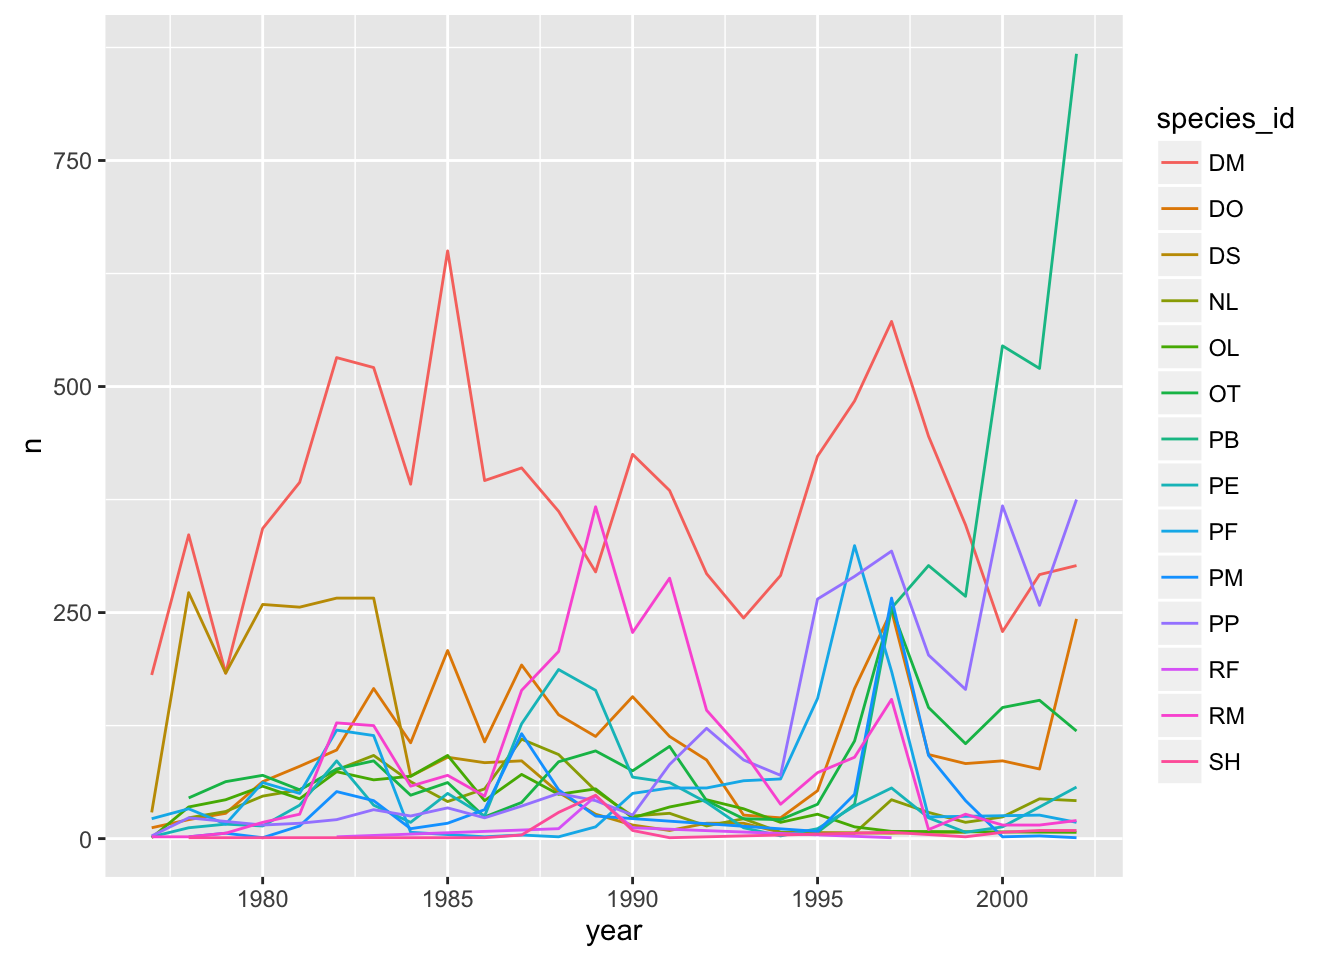 750
500
250
0
n
1980
1985
1990
1995
2000
year
species_id
DM
DO
DS
NL
OL
OT
PB
PE
PF
PM
PP
RF
RM
SH